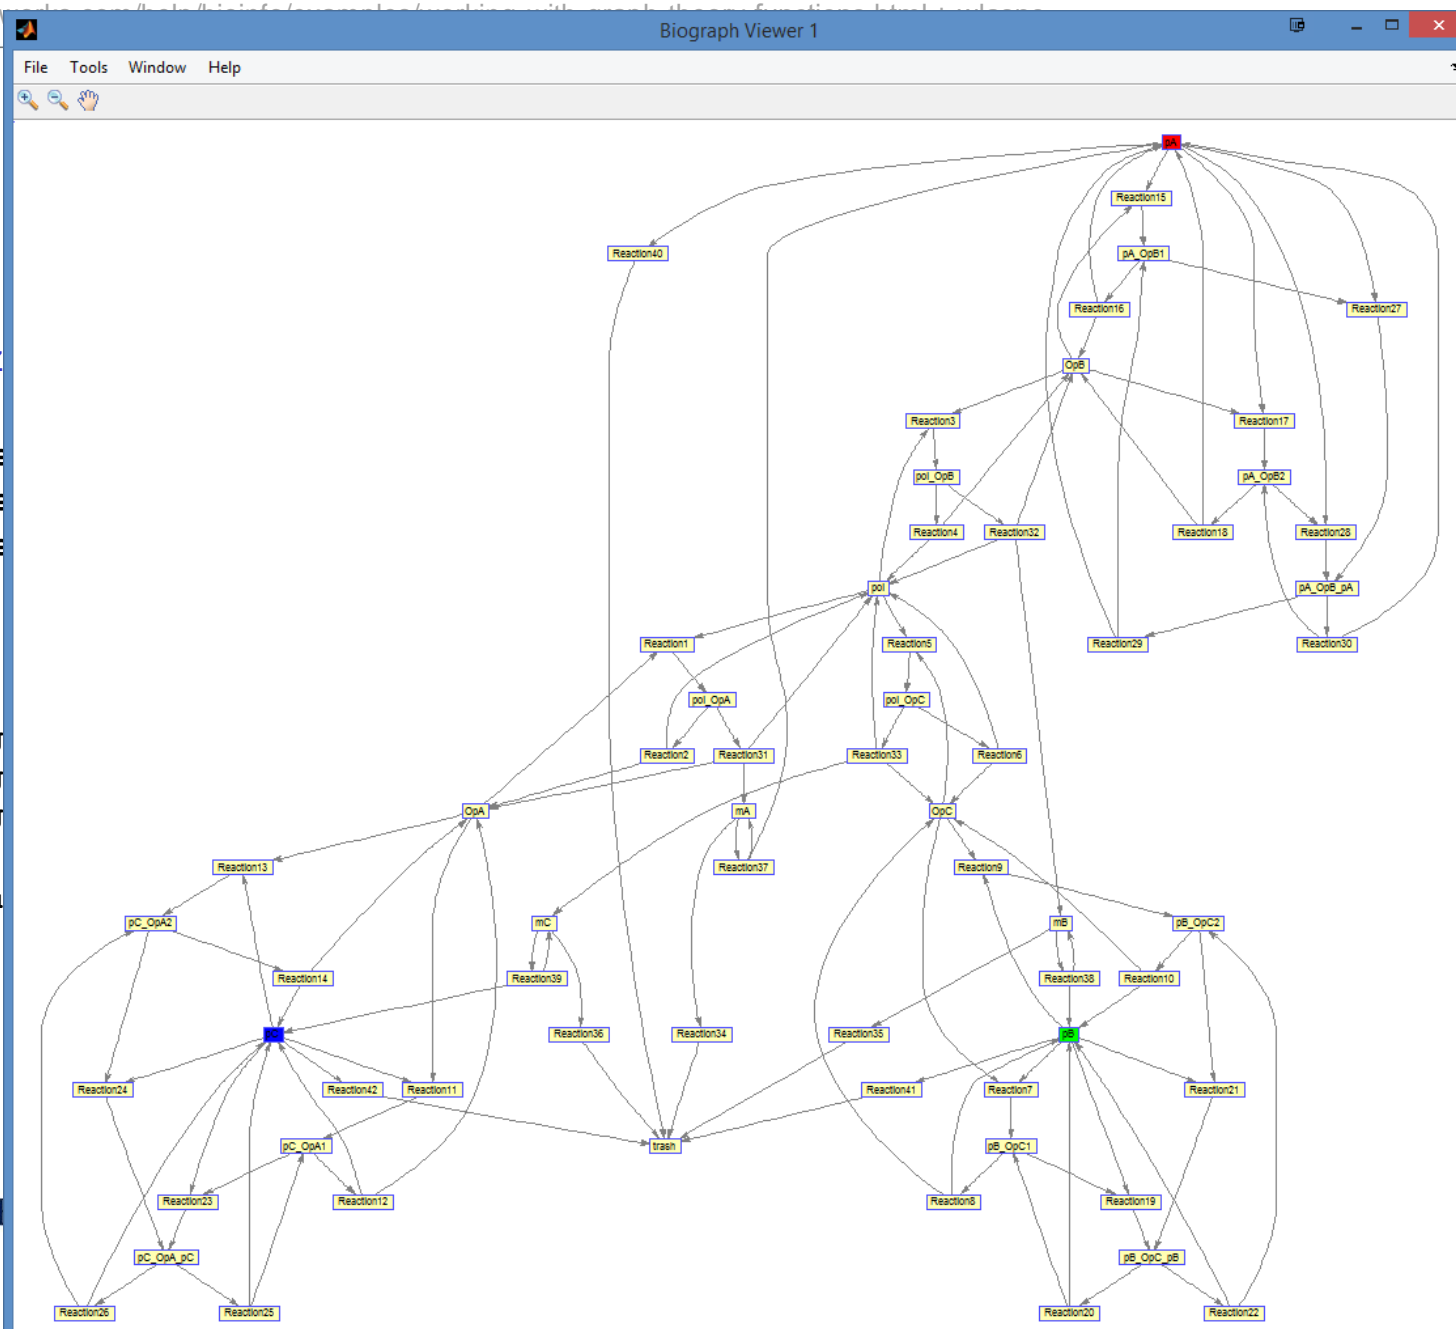 Biograph Viewer 1
File Tools Window Help
pA
Reaction15
Reaction40
pA_OpB1
Reaction16
Reaction27
OpB
Reaction3
Reaction17
pol_OpB
pA_OpB2
Reaction4
Reaction32
Reaction18
Reaction28
pol
pA_OpB_pA
Reaction1
Reaction5
Reaction29
Reaction30
pol_OpA
pol_OpC
Reaction2
Reaction31
Reaction33
Reaction6
OpA
mA
OpC
Reaction13
Reaction37
Reaction9
pC_OpA2
mC
mB
pB_OpC2
Reaction14
Reaction39
Reaction38
Reaction10
pC
Reaction36
Reaction34
Reaction35
pB
Reaction24
Reaction42
Reaction11
Reaction41
Reaction7
Reaction21
pC_OpA1
trash
pB_OpC1
Reaction23
Reaction12
Reaction8
Reaction19
pC_OpA_pC
pB_OpC_pB
Reaction26
Reaction25
Reaction20
Reaction22